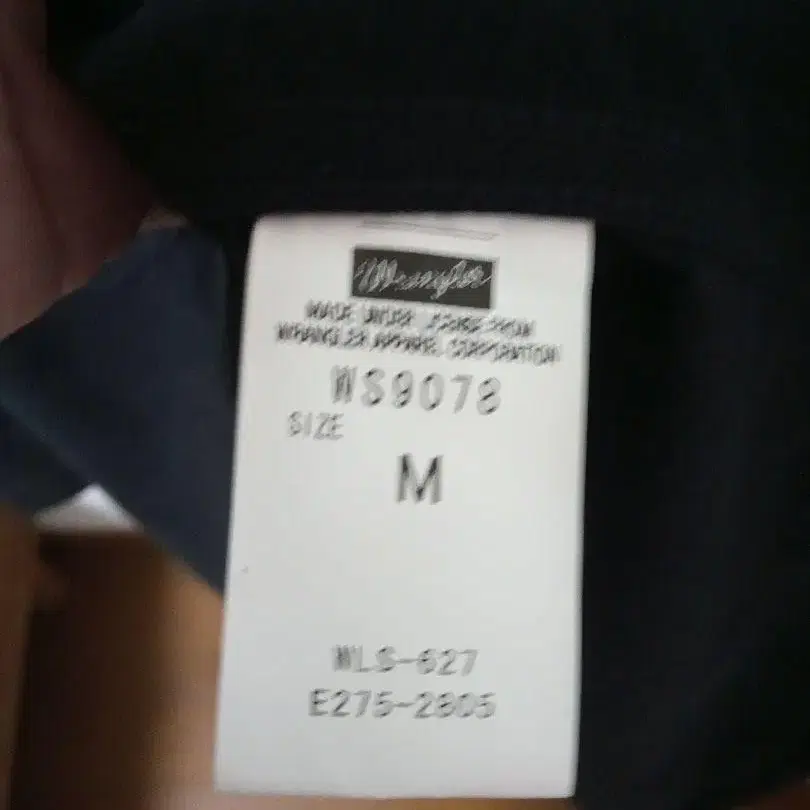 Wrangler
MADE UNDER LICENSE FROM
WRANGLER APPAREL CORPORATION
WS9078
SIZE
M
WLS-627
E275-2805